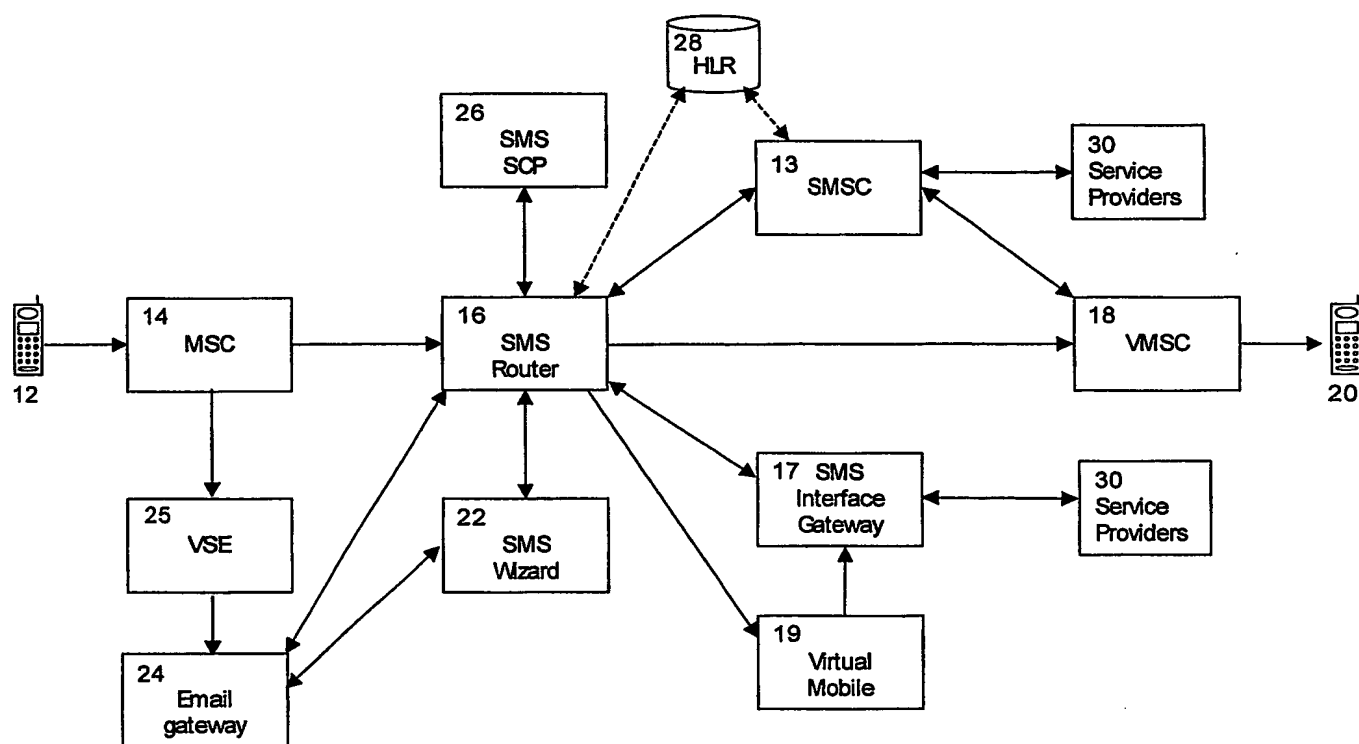 28
HLR
26
SMS
SCP
13
SMSC
30
Service
Providers
12
14
MSC
16
SMS
Router
18
VMSC
20
25
VSE
22
SMS
Wizard
17 SMS
Interface
Gateway
30
Service
Providers
24
Email
gateway
19
Virtual
Mobile